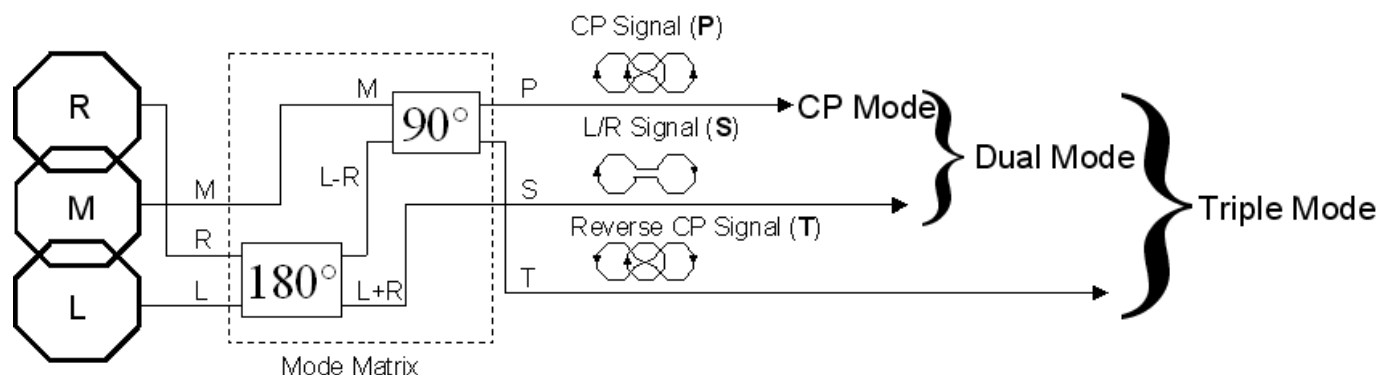 CP Signal (P)
R
M
90°
P
CP Mode
L/R Signal (S)
L-R
Dual Mode
M
M
S
Triple Mode
R
Reverse CP Signal (T)
180°
L
L
L+R
T
Mode Matrix